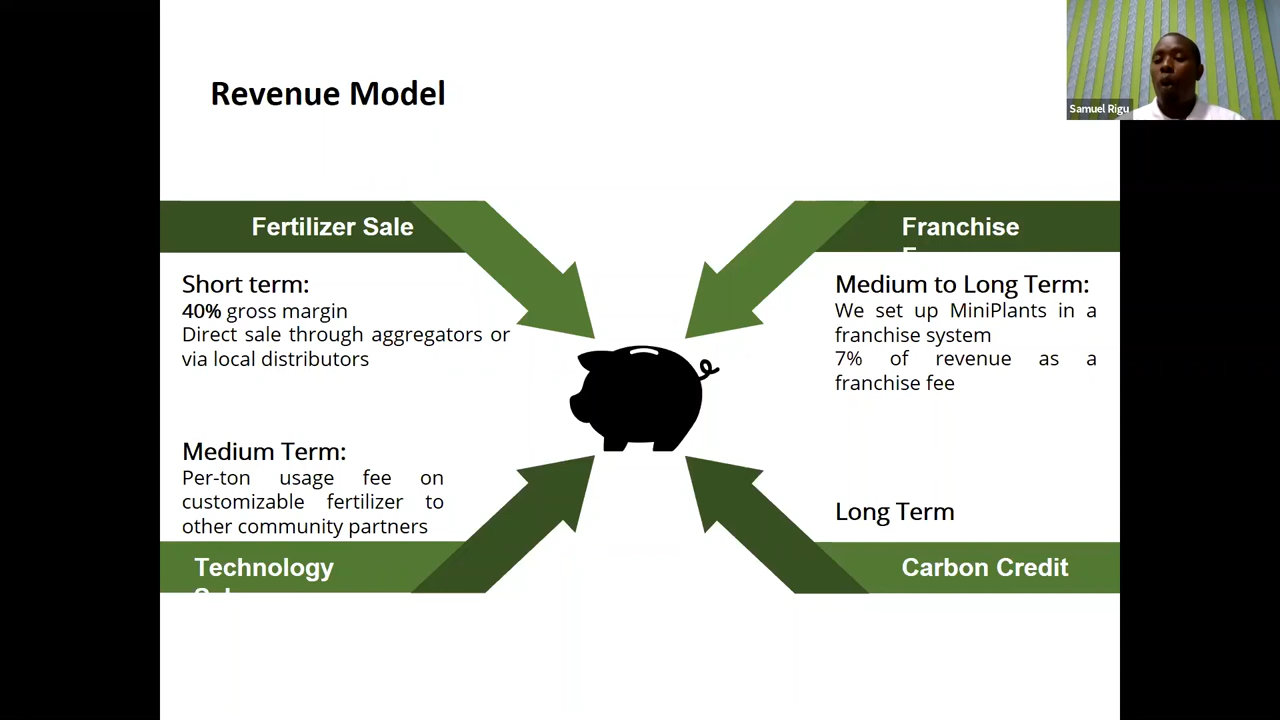 Revenue Model
Samuel Rigu
Fertilizer Sale
Short term:
40% gross margin
Direct sale through aggregators or
via local distributors
Medium Term:
Per-ton usage fee on
customizable fertilizer to
other community partners
Technology
Franchise
Medium to Long Term:
We set up MiniPlants in a
franchise system
7% of revenue as a
franchise fee
Long Term
Carbon Credit